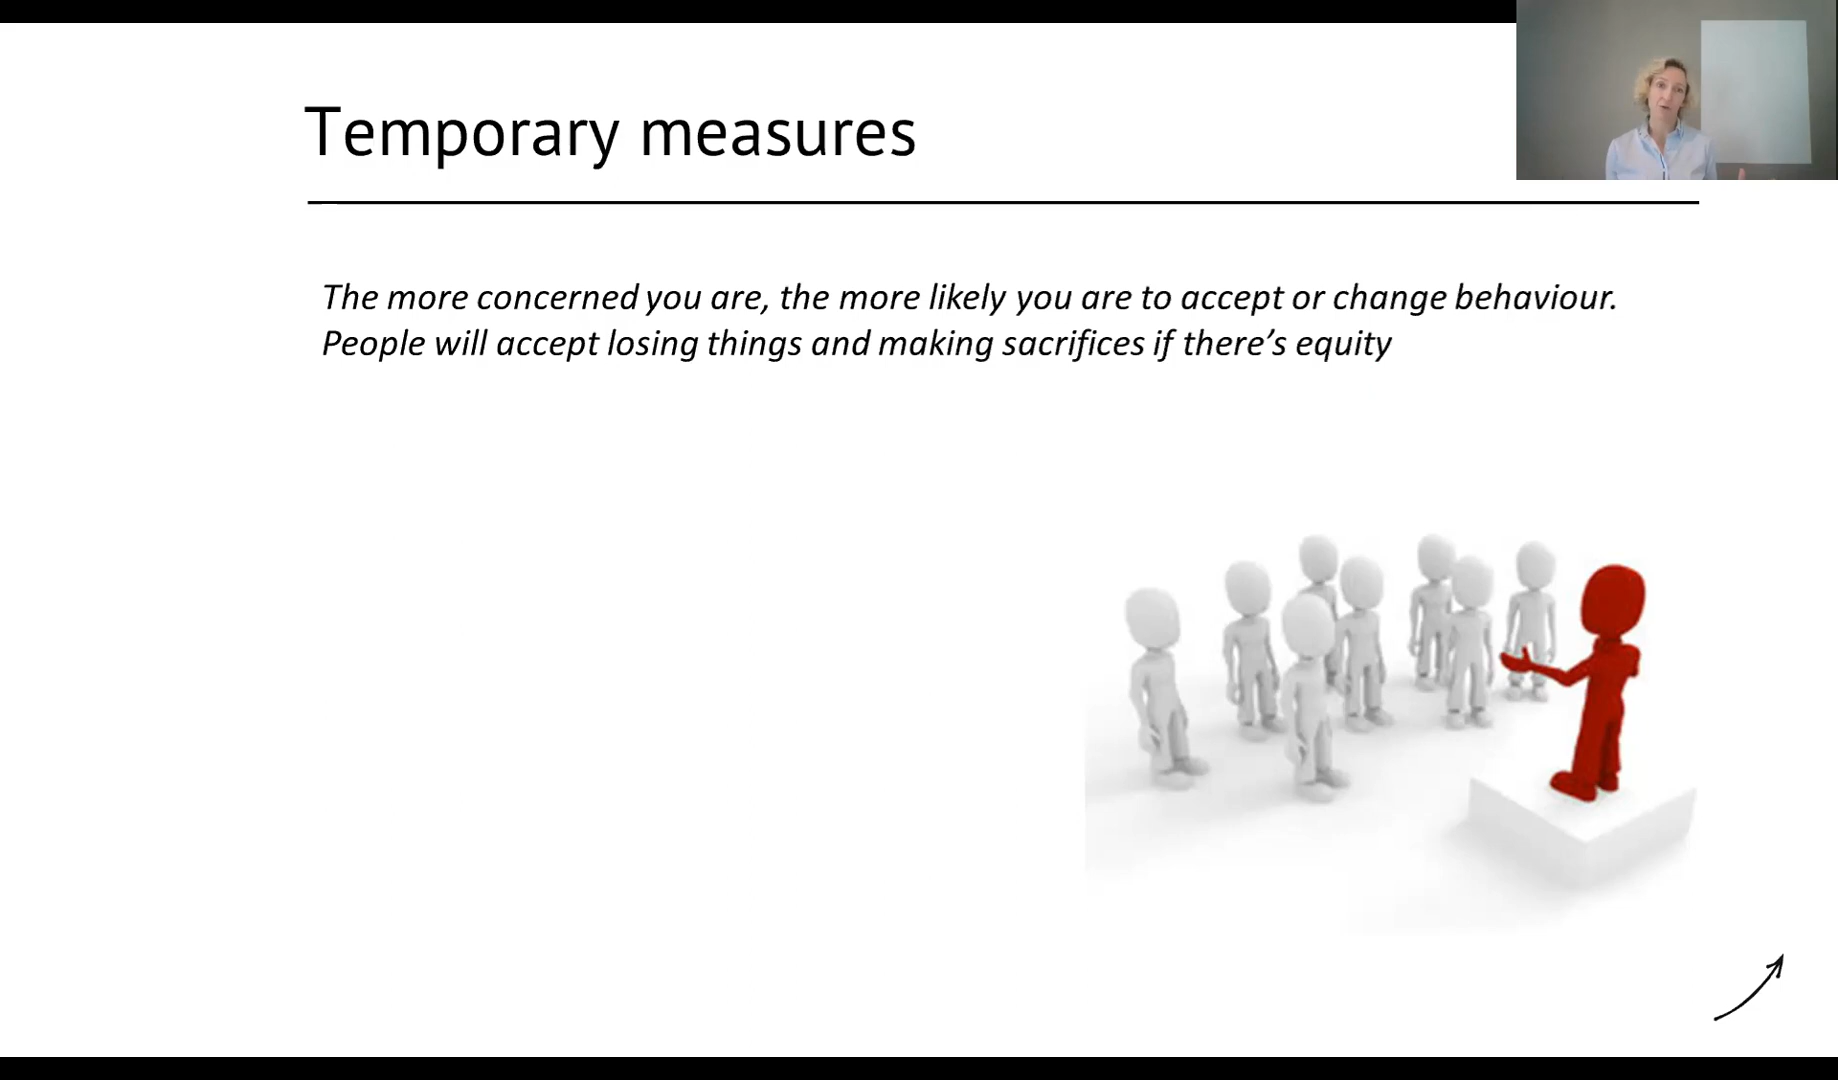 Temporary measures
The more concerned you are, the more likely you are to accept or change behaviour.
People will accept losing things and making sacrifices if there’s equity